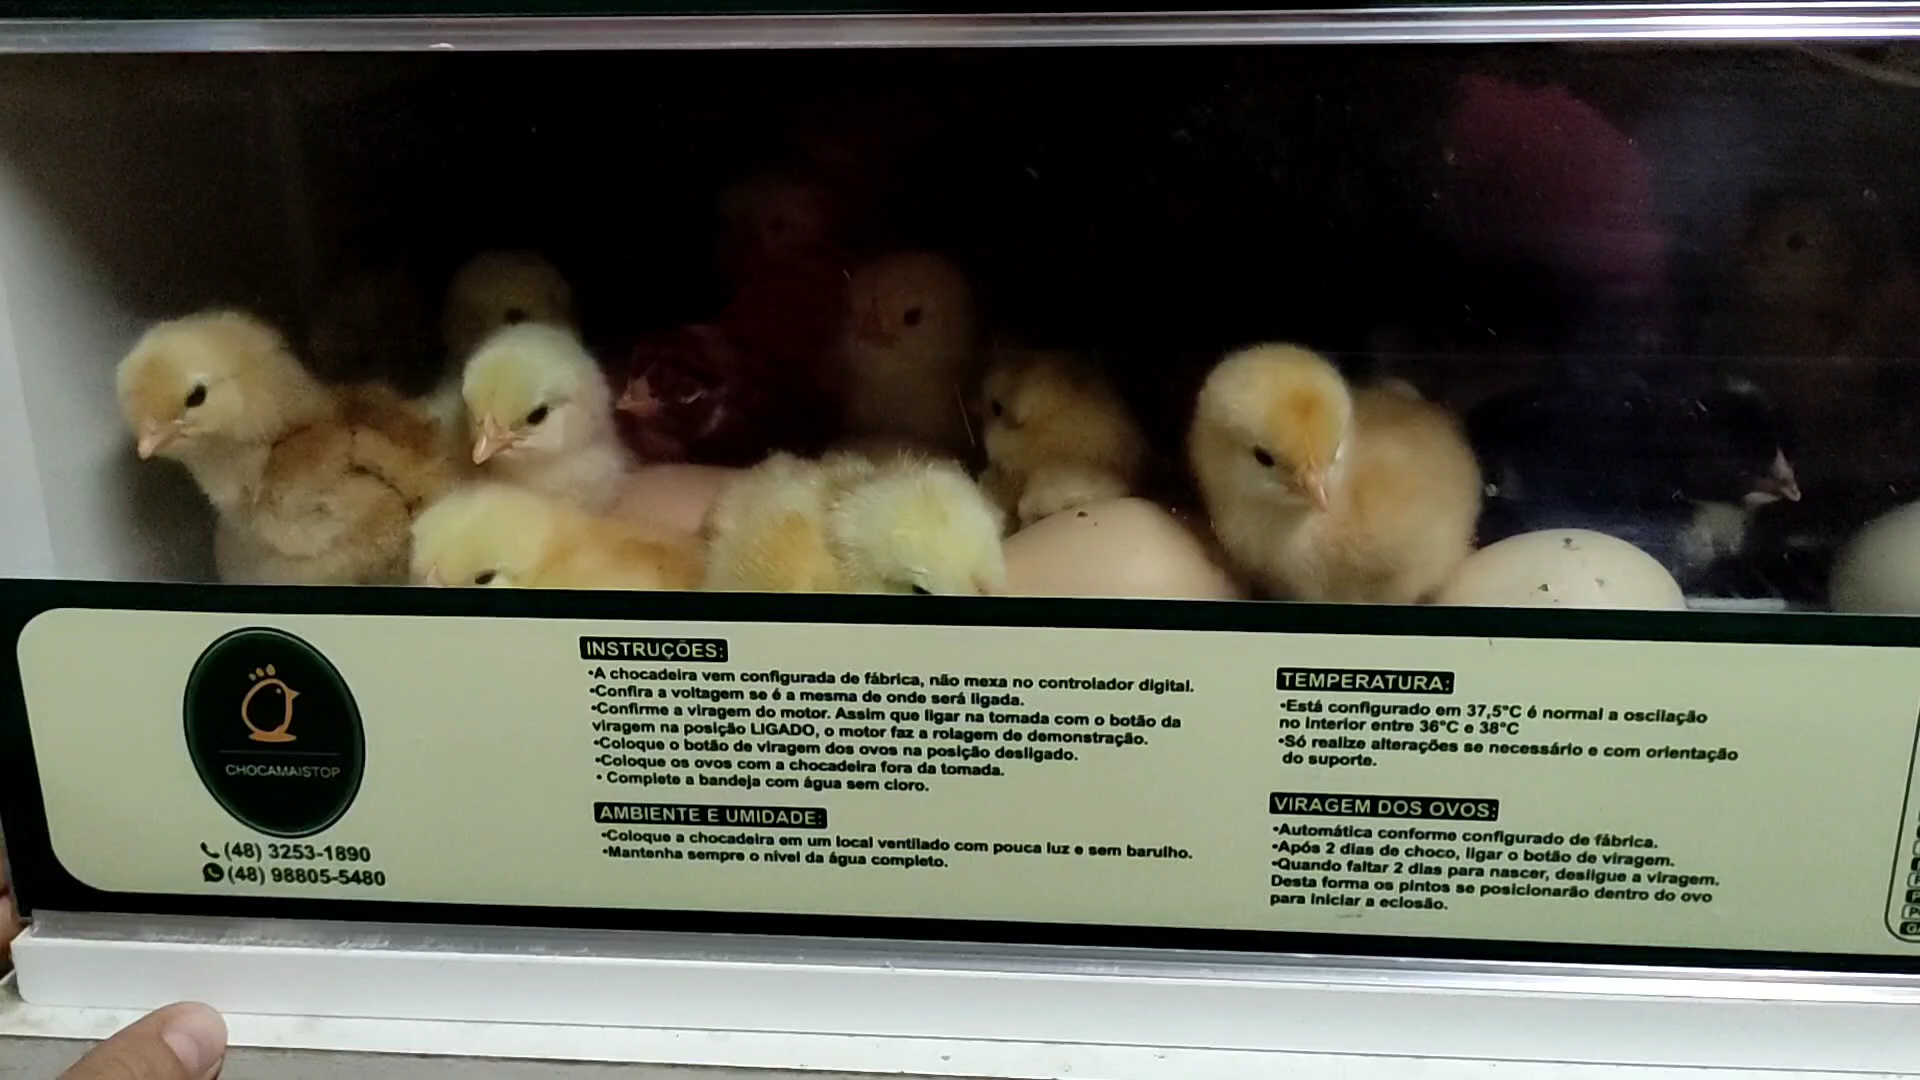 CHOCAMAISTOP
(48) 3253-1890
(48) 98805-5480
INSTRUÇÕES:
•A chocadeira vem configurada de fábrica, não mexa no controlador digital.
•Confira a voltagem se é a mesma de onde será ligada.
•Confirme a viragem do motor. Assim que ligar na tomada com o botão da
viragem na posição LIGADO, o motor faz a rolagem de demonstração.
•Coloque o botão de viragem dos ovos na posição desligado.
•Coloque os ovos com a chocadeira fora da tomada.
• Complete a bandeja com água sem cloro.
AMBIENTE E UMIDADE:
•Coloque a chocadeira em um local ventilado com pouca luz e sem barulho.
•Mantenha sempre o nivel da água completo.
TEMPERATURA:
•Está configurado em 37,5°C é normal a oscilação
no interior entre 36°C e 38°C
•Só realize alterações se necessário e com orientação
do suporte.
VIRAGEM DOS OVOS:
•Automática conforme configurado de fábrica.
•Após 2 dias de choco, ligar o botão de viragem.
•Quando faltar 2 dias para nascer, desligue a viragem.
Desta forma os pintos se posicionarão dentro do ovo
para iniciar a eclosão.